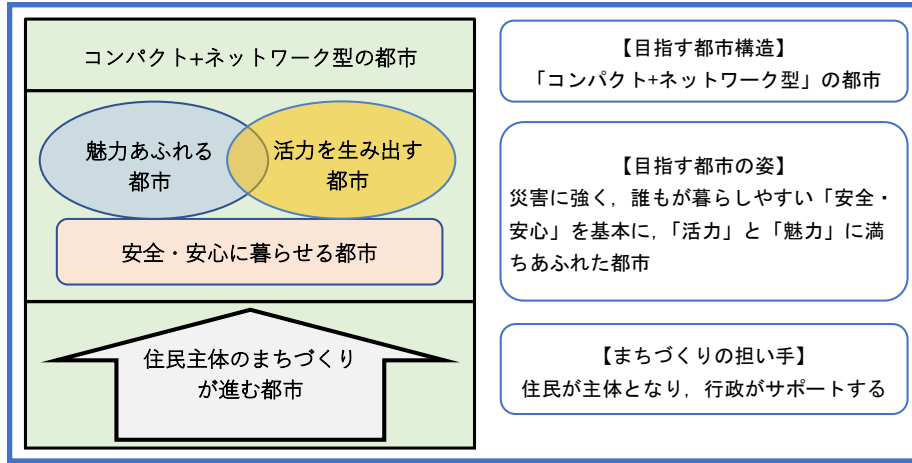 コンパクト+ネットワーク型の都市
魅力あふれる
都市
活力を生み出す
都市
安全・安心に暮らせる都市
住民主体のまちづくり
が進む都市
【目指す都市構造】
「コンパクト+ネットワーク型」の都市
【目指す都市の姿】
災害に強く，誰もが暮らしやすい「安全・
安心」を基本に，「活力」と「魅力」に満
ちあふれた都市
【まちづくりの担い手】
住民が主体となり，行政がサポートする